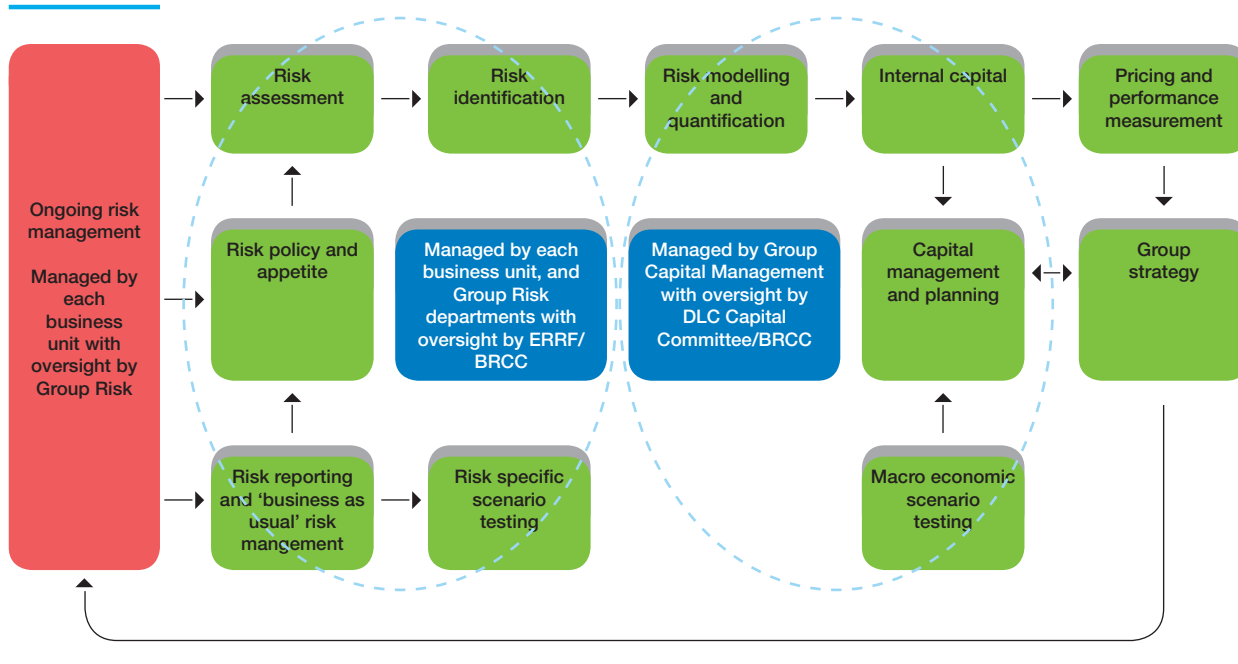 Ongoing risk
management
Managed by
each
business
unit with
oversight by
Group Risk
Risk
assessment
Risk
identification
Risk modelling
and
quantification
Internal capital
Pricing and
performance
measurement
Risk policy and
appetite
Managed by each
business unit, and
Group Risk
departments with
oversight by ERRF/
BRCC
Managed by Group
Capital Management
with oversight by
DLC Capital
Committee/BRCC
Capital
management
and planning
Group
strategy
Risk reporting
and ‘business as
usual’ risk
mangement
Risk specific
scenario
testing
Macro economic
scenario
testing